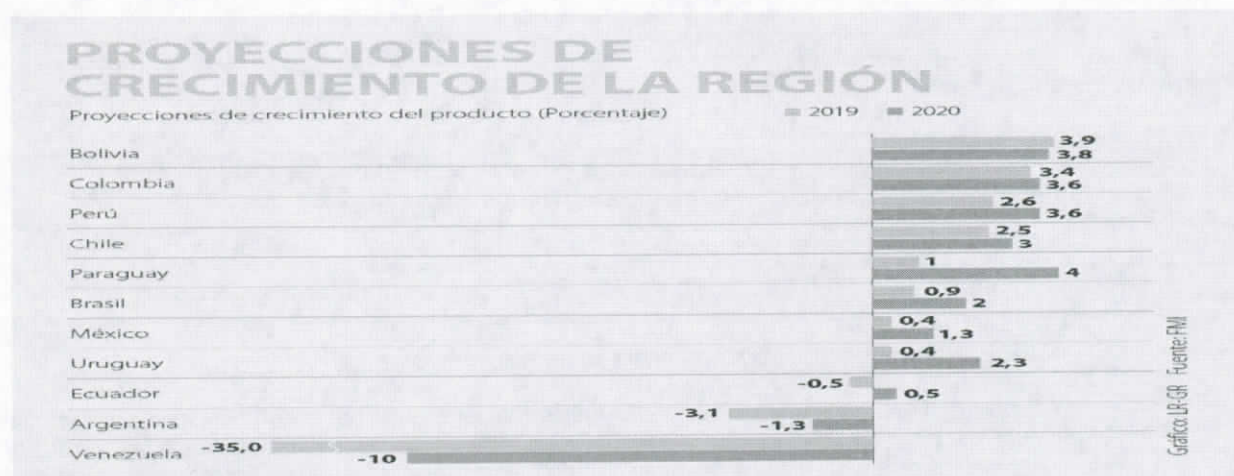 PROYECCIONES DE
CRECIMIENTO DE LA REGIÓN
Proyecciones de crecimiento del producto (Porcentaje) 2019 2020
Bolivia 3,9 3,8
Colombia 3,4 3,6
Perú 2,6 3,6
Chile 2,5 3
Paraguay 1 4
Brasil 0,9 2
México 0,4 1,3
Uruguay 0,4 2,3
Ecuador -0,5 0,5
Argentina -3,1 -1,3
Venezuela -35,0 -10
Gráfico: LR-GR Fuente: FMI